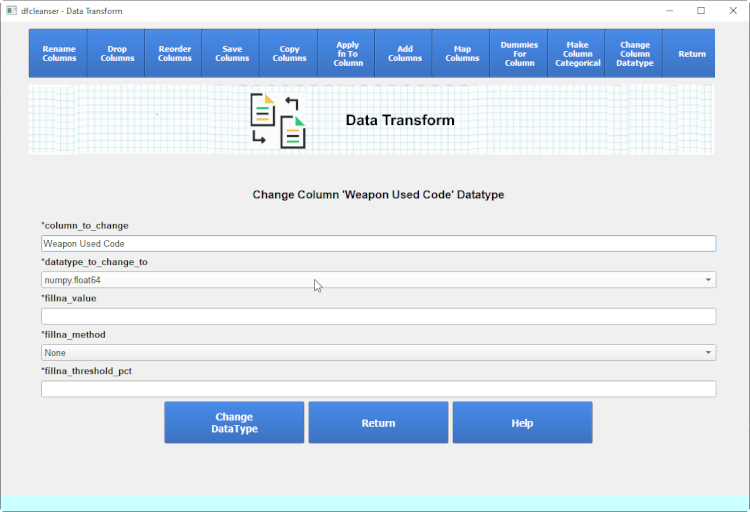 dfcleanser - Data Transform
Rename
Columns
Drop
Columns
Reorder
Columns
Save
Columns
Copy
Columns
Apply
fn To
Column
Add
Columns
Map
Columns
Dummies
For
Column
Make
Column
Categorical
Change
Column
Datatype
Return
Data Transform
Change Column 'Weapon Used Code' Datatype
*column_to_change
Weapon Used Code
*datatype_to_change_to
numpy.float64
*fillna_value
*fillna_method
None
*fillna_threshold_pct
Change
DataType
Return
Help